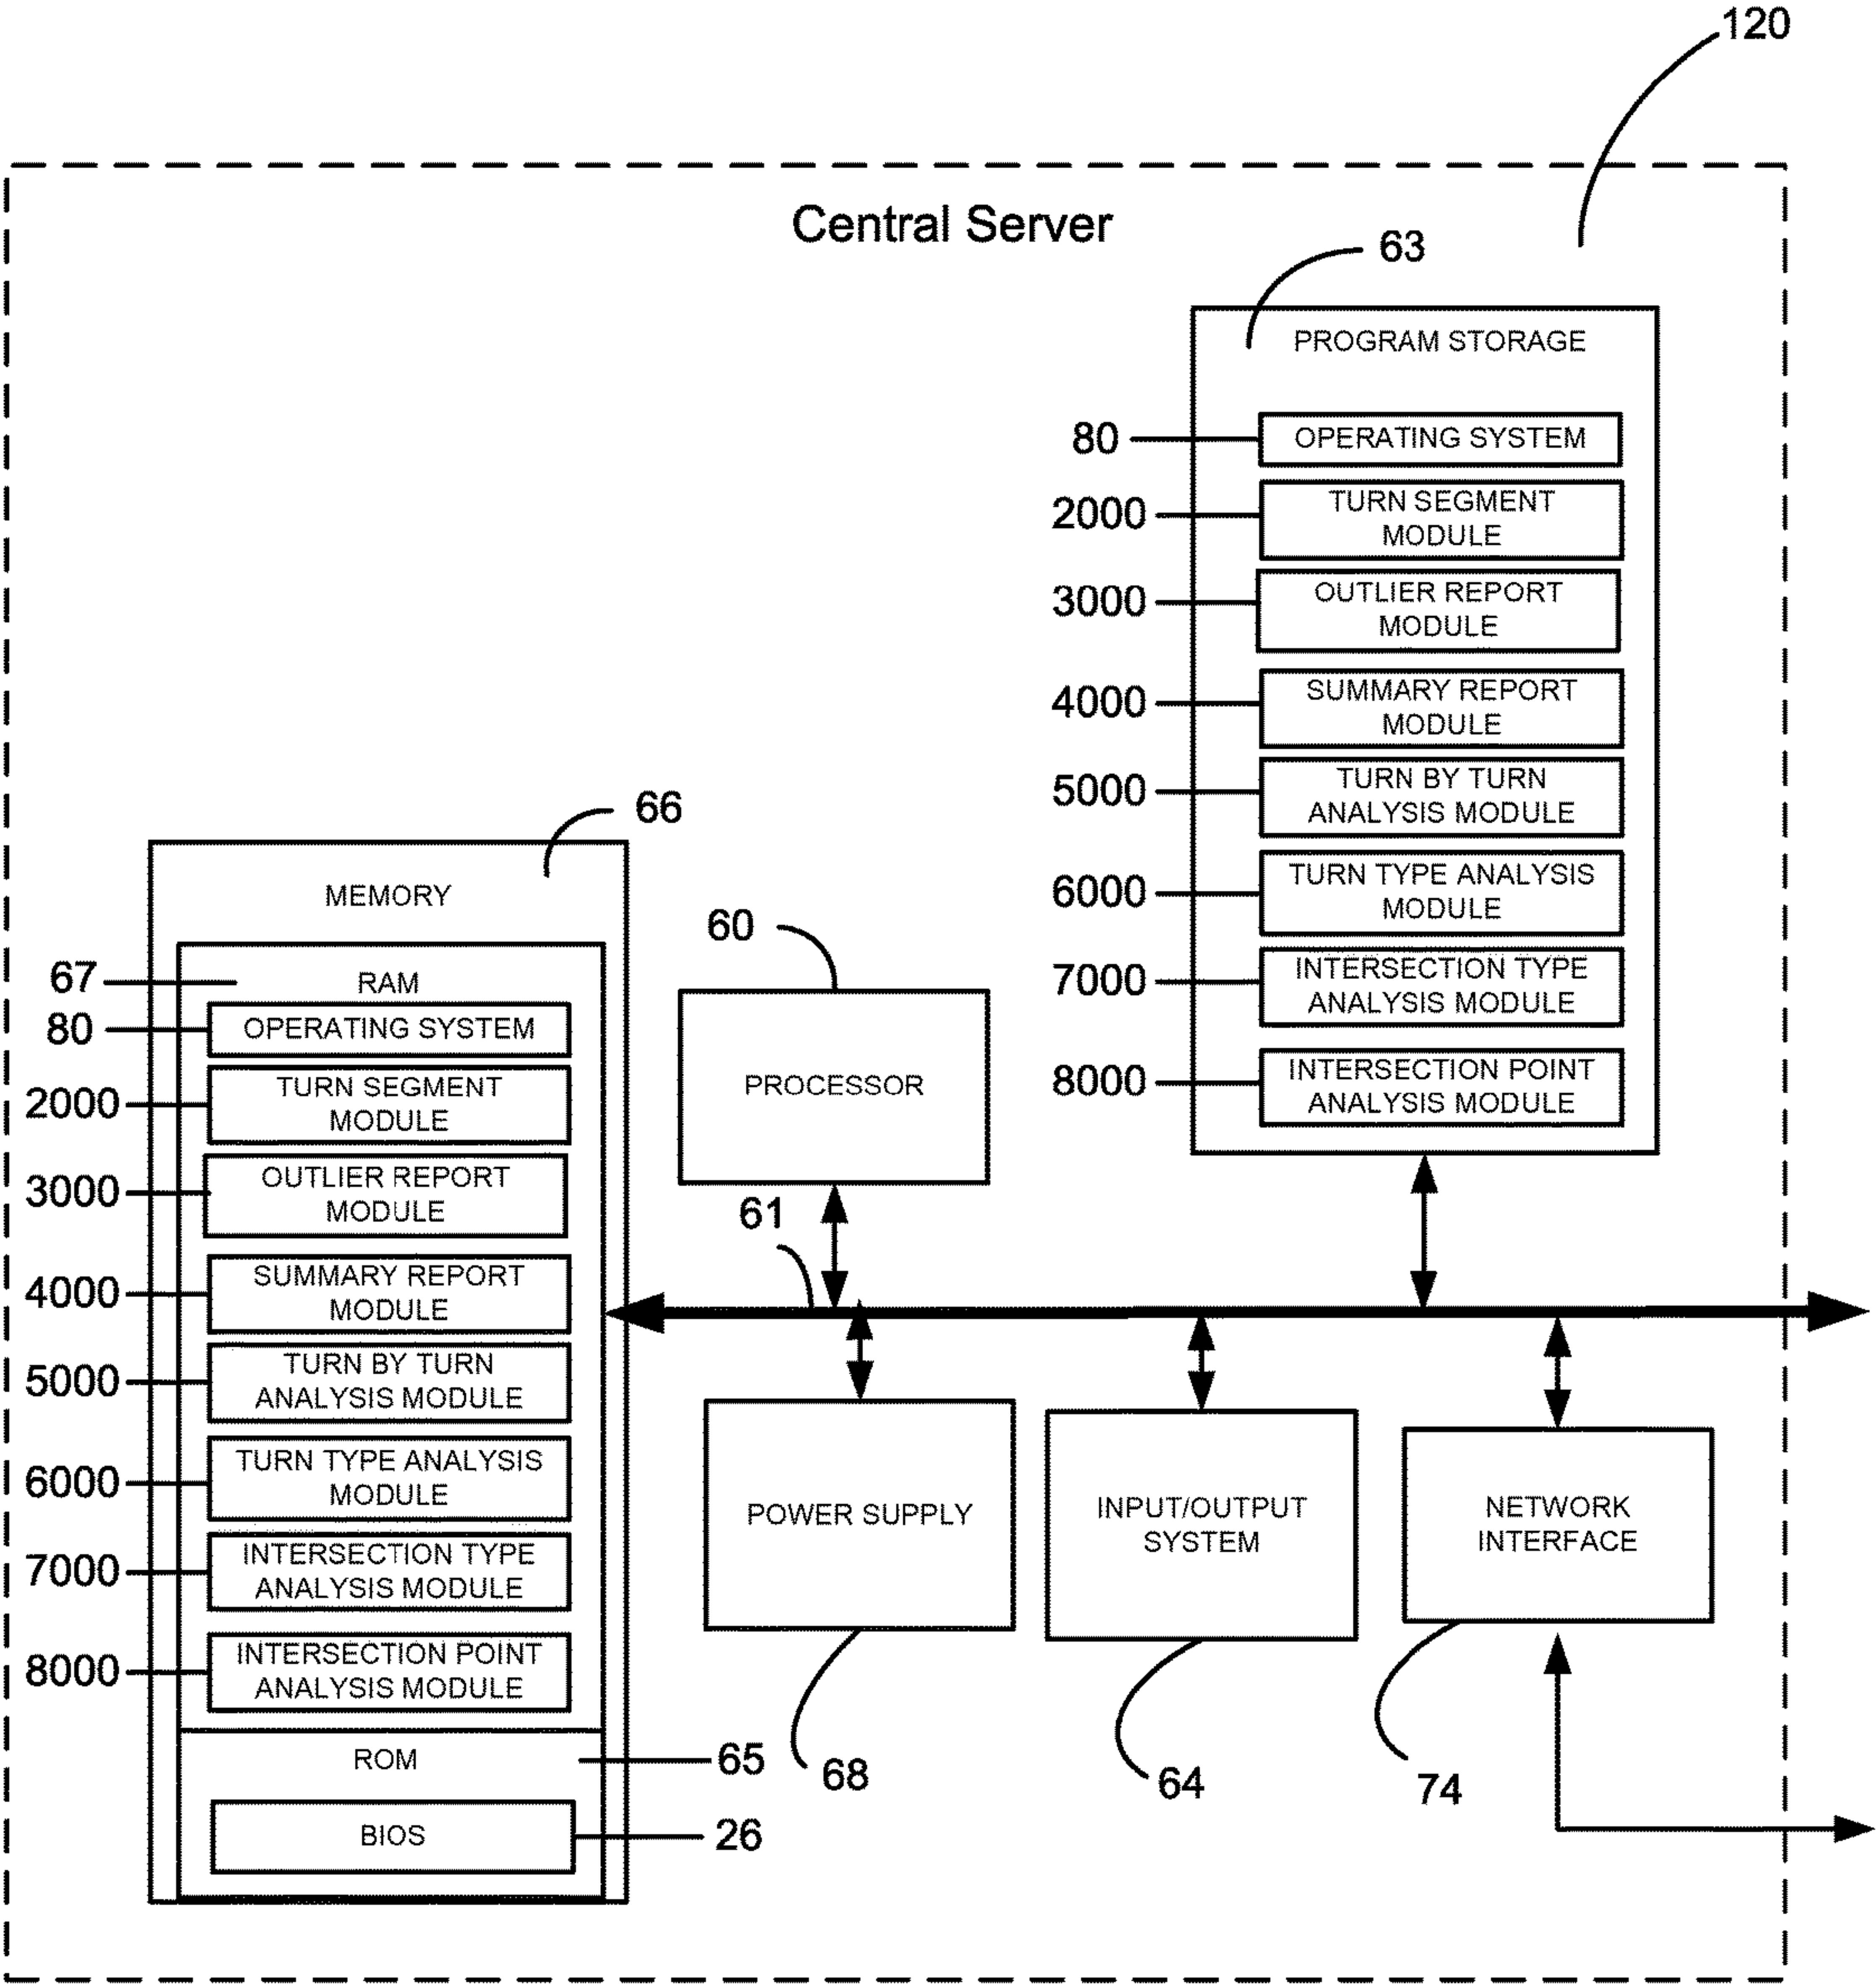 120
Central Server
63
PROGRAM STORAGE
80
OPERATING SYSTEM
2000
TURN SEGMENT
MODULE
3000
OUTLIER REPORT
MODULE
4000
SUMMARY REPORT
MODULE
5000
TURN BY TURN
ANALYSIS MODULE
6000
TURN TYPE ANALYSIS
MODULE
7000
INTERSECTION TYPE
ANALYSIS MODULE
8000
INTERSECTION POINT
ANALYSIS MODULE
66
MEMORY
67
RAM
80
OPERATING SYSTEM
2000
TURN SEGMENT
MODULE
3000
OUTLIER REPORT
MODULE
4000
SUMMARY REPORT
MODULE
5000
TURN BY TURN
ANALYSIS MODULE
6000
TURN TYPE ANALYSIS
MODULE
7000
INTERSECTION TYPE
ANALYSIS MODULE
8000
INTERSECTION POINT
ANALYSIS MODULE
ROM
65
BIOS
26
60
PROCESSOR
61
POWER SUPPLY
68
INPUT/OUTPUT
SYSTEM
64
NETWORK
INTERFACE
74